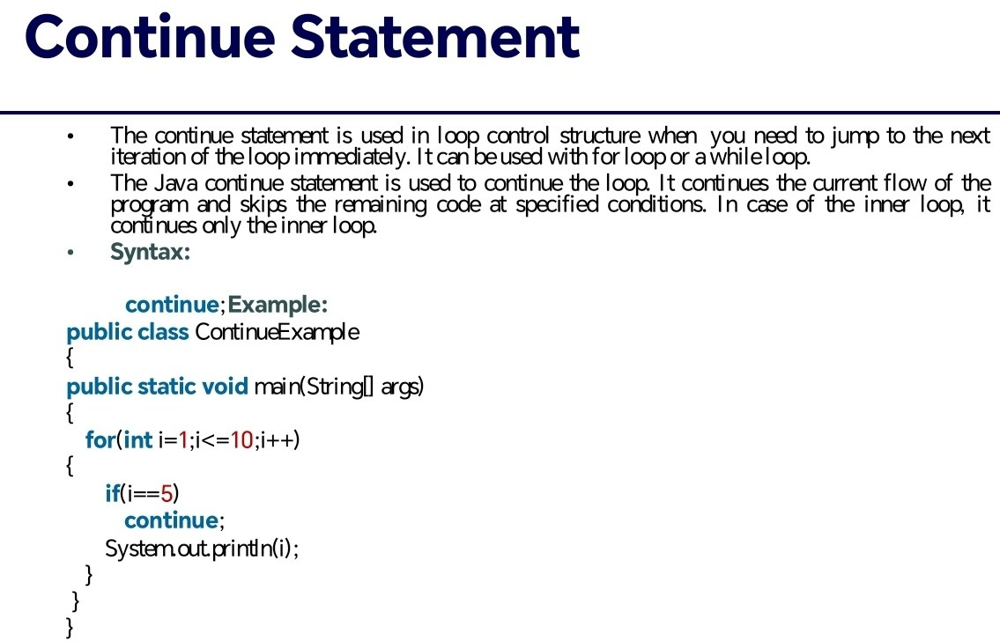 Continue Statement
• The continue statement is used in loop control structure when you need to jump to the next
iteration of the loop immediately. It can be used with for loop or a while loop.
• The Java continue statement is used to continue the loop. It continues the current flow of the
program and skips the remaining code at specified conditions. In case of the inner loop, it
continues only the inner loop.
• Syntax:
continue;Example:
public class ContinueExample
{
public static void main(String[] args)
{
for(int i=1;i<=10;i++)
{
if(i==5)
continue;
System.out.println(i);
}
}
}